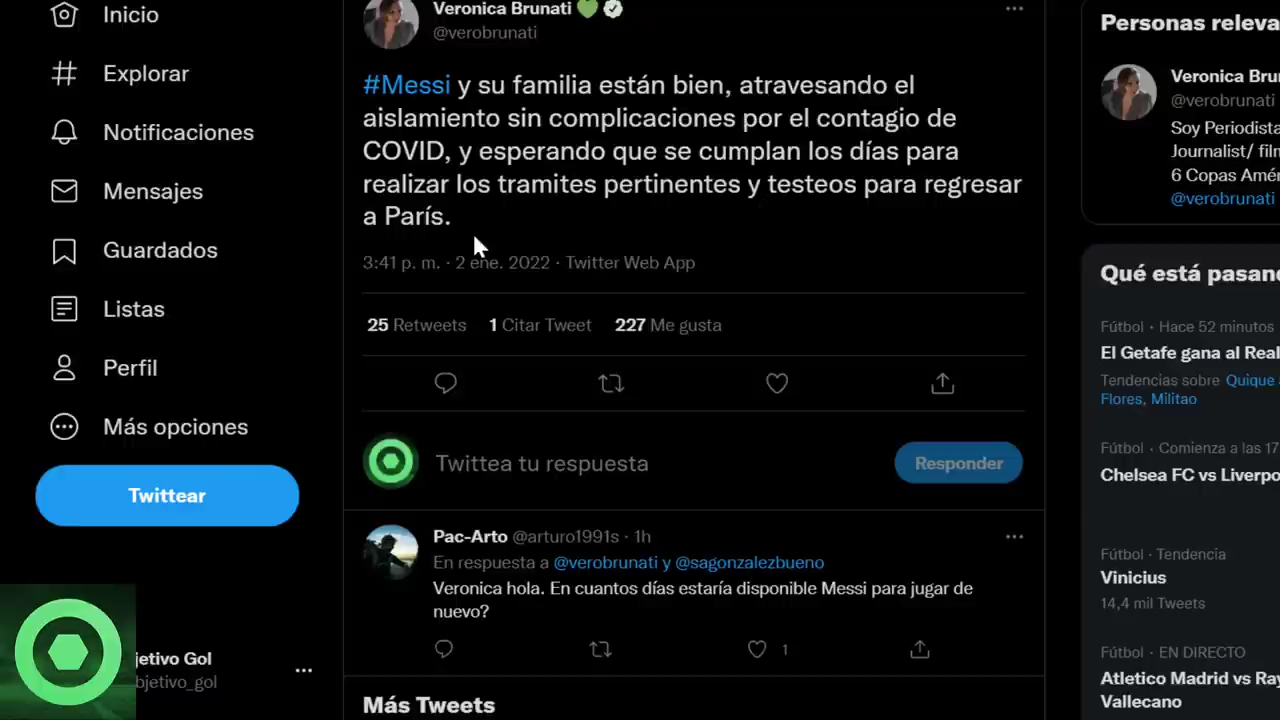 Inicio
Explorar
Notificaciones
Mensajes
Guardados
Listas
Perfil
Más opciones
Twittear
jetivo Gol
bjetivo_gol
Veronica Brunati
@verobrunati
#Messi y su familia están bien, atravesando el
aislamiento sin complicaciones por el contagio de
COVID, y esperando que se cumplan los días para
realizar los tramites pertinentes y testeos para regresar
a París.
3:41 p. m. · 2 ene. 2022 · Twitter Web App
25 Retweets 1 Citar Tweet 227 Me gusta
Twittea tu respuesta
Responder
Pac-Arto @arturo1991s · 1h
En respuesta a @verobrunati y @sagonzalezbueno
Veronica hola. En cuantos días estaría disponible Messi para jugar de
nuevo?
1
Más Tweets
Personas releva
Veronica Bru
@verobrunati
Soy Periodista
Journalist/ film
6 Copas Amér
@verobrunati
Qué está pasand
Fútbol · Hace 52 minutos
El Getafe gana al Real
Tendencias sobre Quique
Flores, Militao
Fútbol · Comienza a las 17
Chelsea FC vs Liverpo
Fútbol · Tendencia
Vinicius
14,4 mil Tweets
Fútbol · EN DIRECTO
Atletico Madrid vs Ray
Vallecano